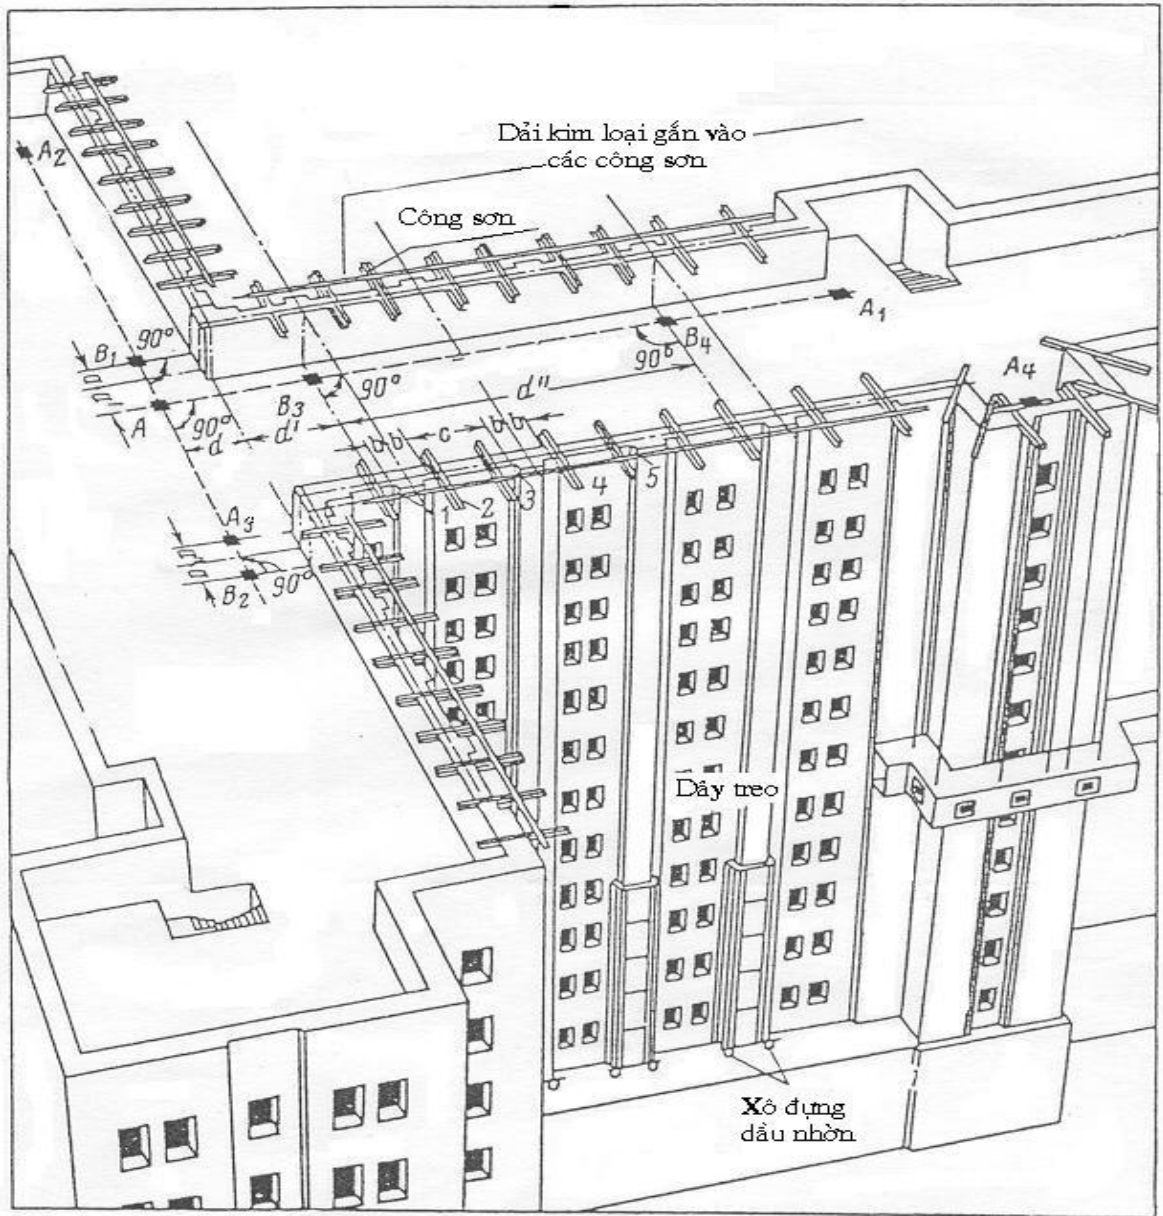 Dải kim loại gắn vào
các công sơn
Công sơn
A₂
A₁
B₁
90°
B₄
90°
A₄
A
90°
B₃
90°
d"
d
d'
b
b
c
b
b
1
2
3
4
5
A₃
90°
B₂
Dây treo
Xô đựng
dầu nhờn